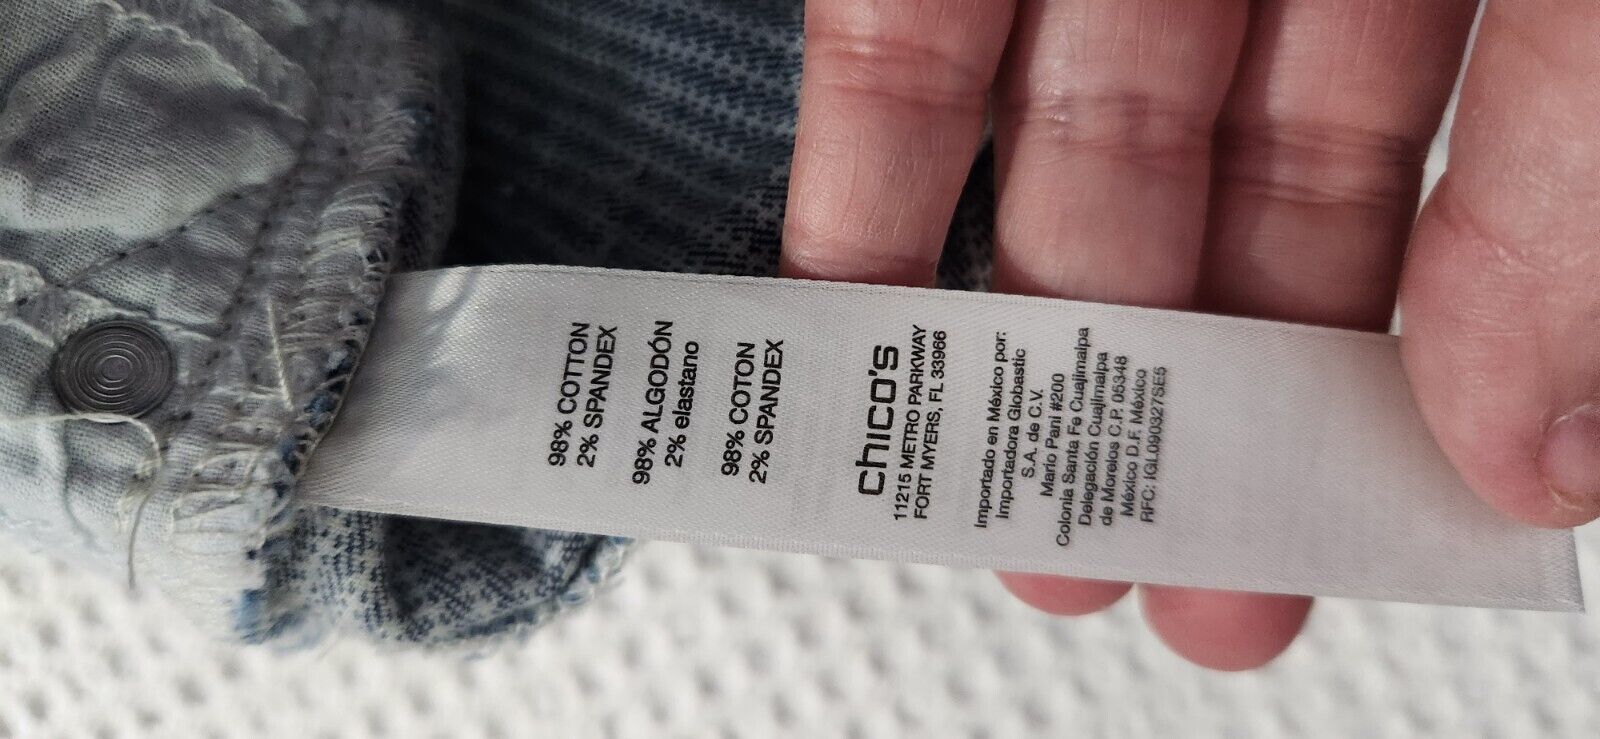 98% COTTON
2% SPANDEX
98% ALGODÓN
2% elastano
98% COTON
2% SPANDEX
chico's
11215 METRO PARKWAY
FORT MYERS, FL 33966
Importado en México por:
Importadora Globastic
S.A. de C.V.
Mario Pani #200
Colonia Santa Fe Cuajimalpa
Delegación Cuajimalpa
de Morelos C.P. 05348
México D.F. México
RFC: IGL090327SE5